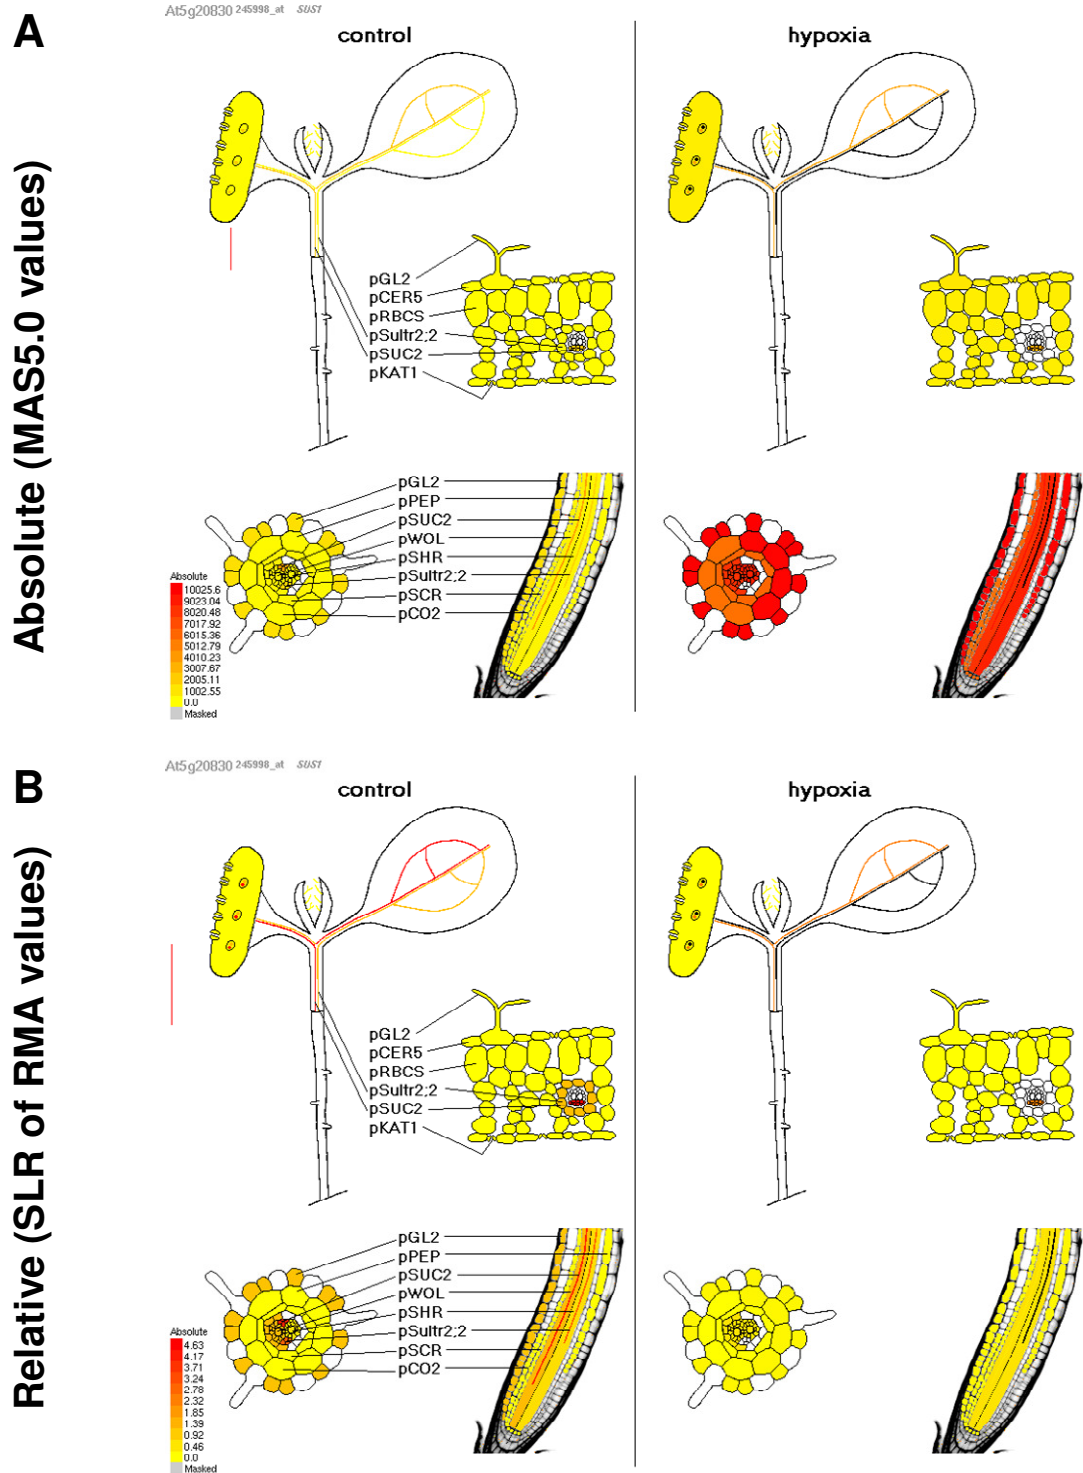 A
At5g20830 245998_at SUS1
control
hypoxia
Absolute (MAS5.0 values)
pGL2
pCER5
pRBCS
pSultr2;2
pSUC2
pKAT1
pGL2
pPEP
pSUC2
pWOL
pSHR
pSultr2;2
pSCR
pCO2
Absolute
10025.6
9023.04
8020.48
7017.92
6015.36
5012.79
4010.23
3007.67
2005.11
1002.55
0.0
Masked
B
At5g20830 245998_at SUS1
control
hypoxia
Relative (SLR of RMA values)
pGL2
pCER5
pRBCS
pSultr2;2
pSUC2
pKAT1
pGL2
pPEP
pSUC2
pWOL
pSHR
pSultr2;2
pSCR
pCO2
Absolute
4.63
4.17
3.71
3.24
2.78
2.32
1.85
1.39
0.92
0.46
0.0
Masked